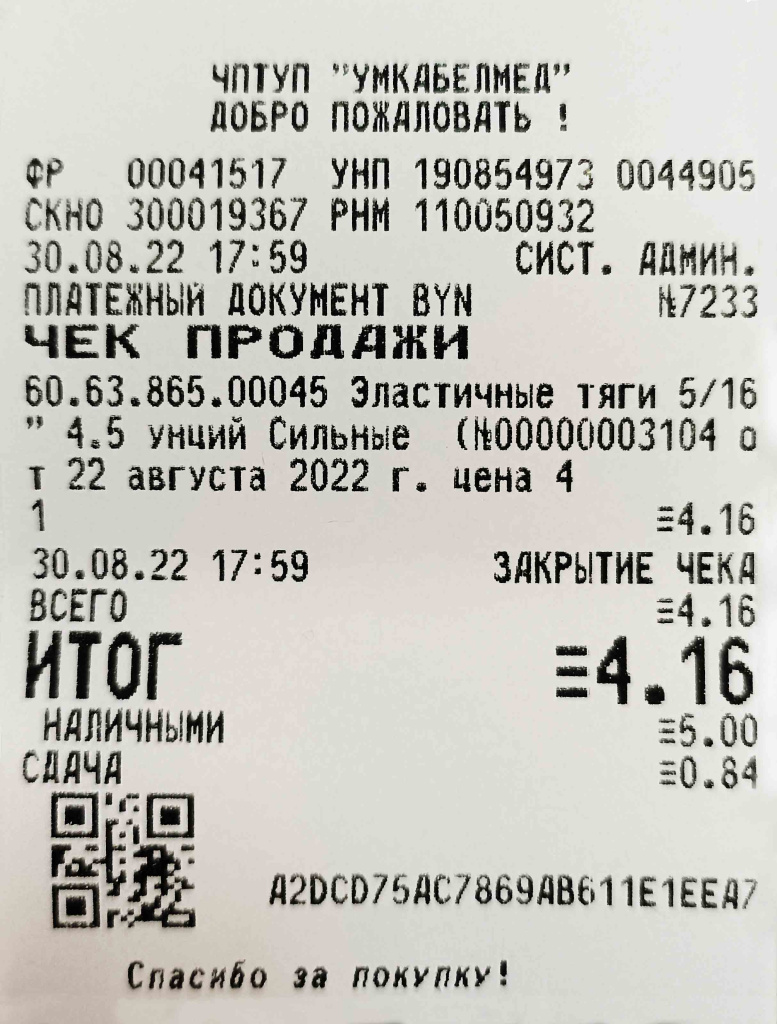 ЧПТУП "УМКАБЕЛМЕД"
ДОБРО ПОЖАЛОВАТЬ !
ФР 00041517 УНП 190854973 0044905
СКНО 300019367 РНМ 110050932
30.08.22 17:59 СИСТ. АДМИН.
ПЛАТЕЖНЫЙ ДОКУМЕНТ BYN №7233
ЧЕК ПРОДАЖИ
60.63.865.00045 Эластичные тяги 5/16
" 4.5 унций Сильные (№00000003104 о
т 22 августа 2022 г. цена 4
1 ≡4.16
30.08.22 17:59 ЗАКРЫТИЕ ЧЕКА
ВСЕГО ≡4.16
ИТОГ ≡4.16
НАЛИЧНЫМИ ≡5.00
СДАЧА ≡0.84
A2DCD75AC7869AB611E1EEA7
Спасибо за покупку!